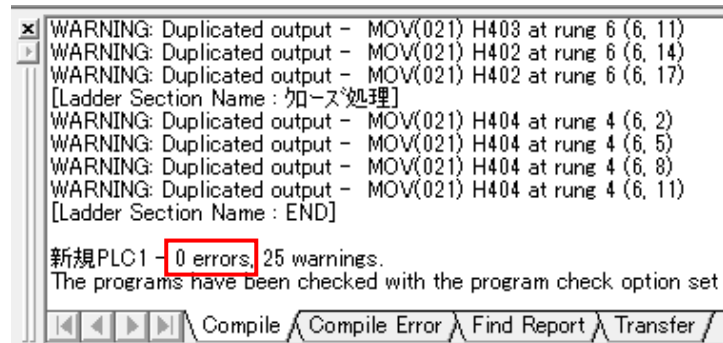 WARNING: Duplicated output - MOV(021) H403 at rung 6 (6, 11)
WARNING: Duplicated output - MOV(021) H402 at rung 6 (6, 14)
WARNING: Duplicated output - MOV(021) H402 at rung 6 (6, 17)
[Ladder Section Name : クローズ処理]
WARNING: Duplicated output - MOV(021) H404 at rung 4 (6, 2)
WARNING: Duplicated output - MOV(021) H404 at rung 4 (6, 5)
WARNING: Duplicated output - MOV(021) H404 at rung 4 (6, 8)
WARNING: Duplicated output - MOV(021) H404 at rung 4 (6, 11)
[Ladder Section Name : END]
新規PLC1 - 0 errors, 25 warnings.
The programs have been checked with the program check option set
Compile Compile Error Find Report Transfer